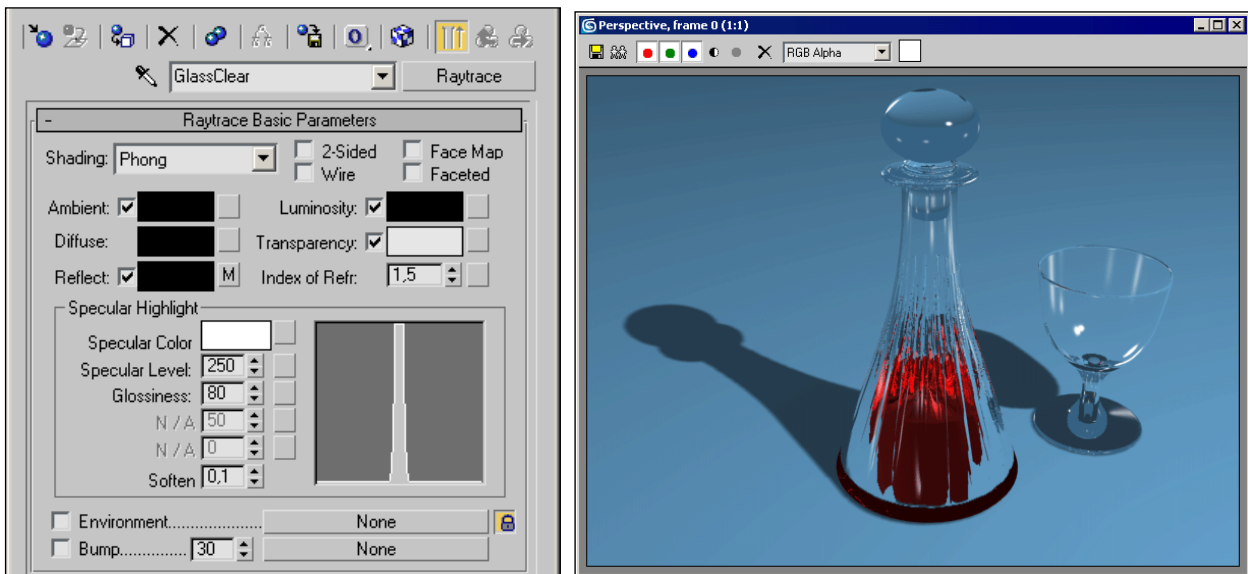 GlassClear Raytrace
- Raytrace Basic Parameters
Shading: Phong 2-Sided Face Map
Wire Faceted
Ambient: Luminosity:
Diffuse: Transparency:
Reflect: M Index of Refr: 1,5
Specular Highlight
Specular Color
Specular Level: 250
Glossiness: 80
N / A 50
N / A 0
Soften 0,1
Environment..................... None
Bump............... 30 None
Perspective, frame 0 (1:1)
RGB Alpha